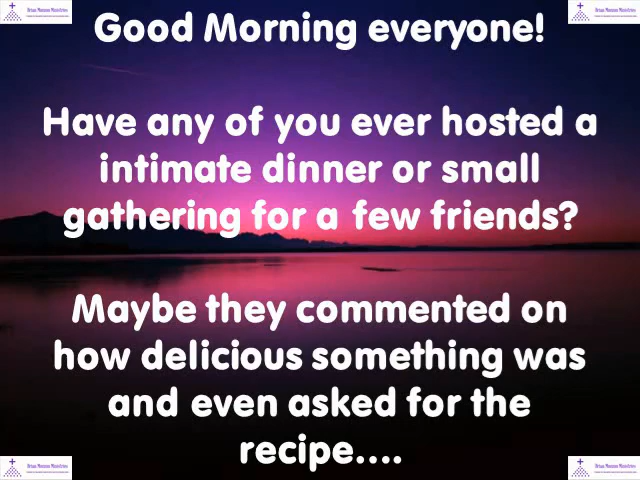 Good Morning everyone!
Have any of you ever hosted a
intimate dinner or small
gathering for a few friends?
Maybe they commented on
how delicious something was
and even asked for the
recipe....